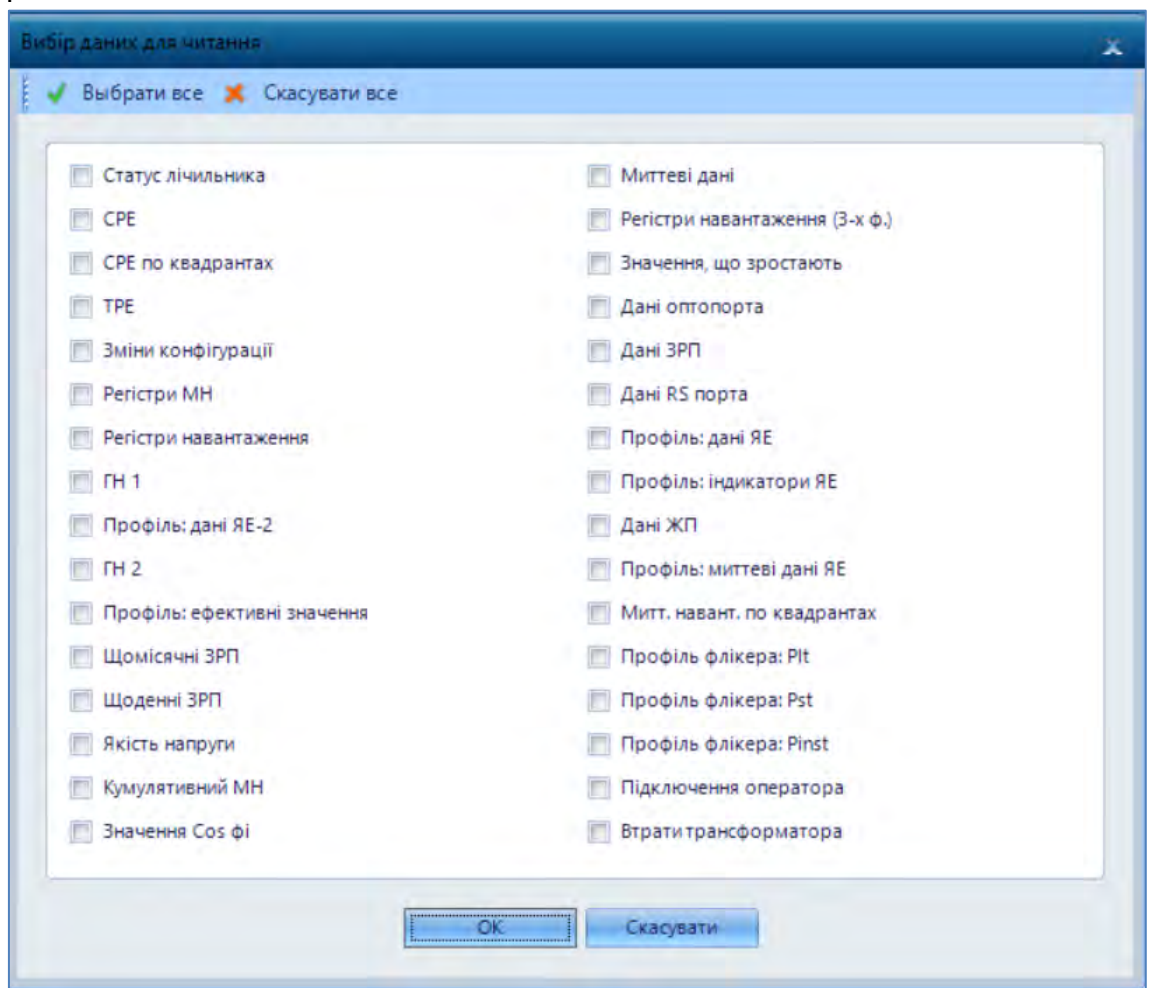 Вибір даних для читання
Выбрати все Скасувати все
Статус лічильника
СРЕ
СРЕ по квадрантах
ТРЕ
Зміни конфігурації
Регістри МН
Регістри навантаження
ГН 1
Профіль: дані ЯЕ-2
ГН 2
Профіль: ефективні значення
Щомісячні ЗРП
Щоденні ЗРП
Якість напруги
Кумулятивний МН
Значення Cos фі
Миттеві дані
Регістри навантаження (3-х ф.)
Значення, що зростають
Дані оптопорта
Дані ЗРП
Дані RS порта
Профіль: дані ЯЕ
Профіль: індикатори ЯЕ
Дані ЖП
Профіль: миттеві дані ЯЕ
Митт. навант. по квадрантах
Профіль флікера: Plt
Профіль флікера: Pst
Профіль флікера: Pinst
Підключення оператора
Втрати трансформатора
OK Скасувати